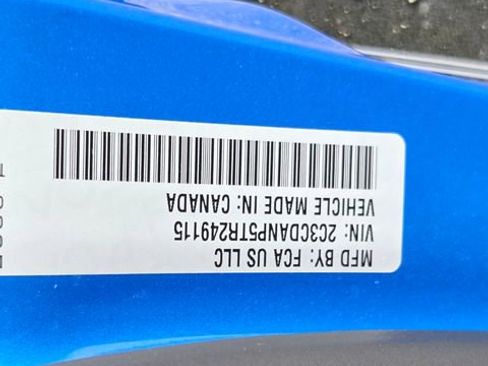 MFD BY: FCA US LLC
VIN: 2C3CDANP5TR249115
VEHICLE MADE IN: CANADA